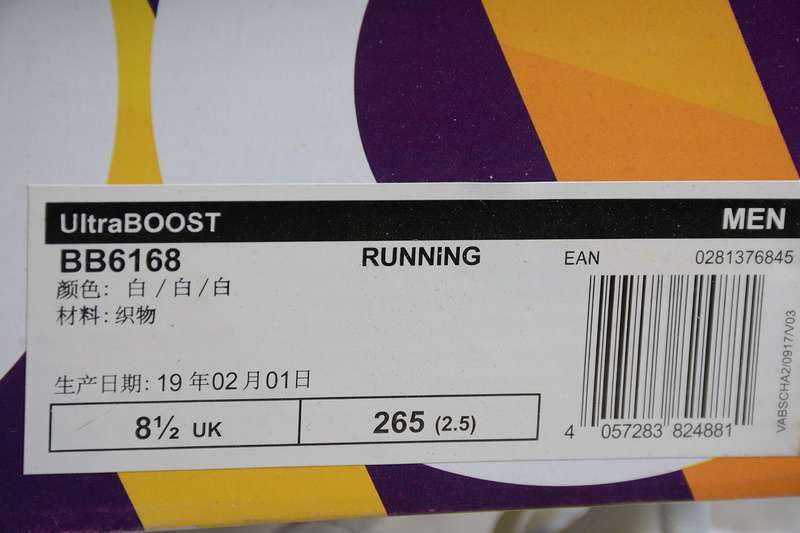 UltraBOOST MEN
BB6168 RUNNiNG EAN 0281376845
颜色: 白 / 白 / 白
材料: 织物
生产日期: 19 年02 月01日
8½ UK 265 (2.5)
4 057283 824881
VABSCHA2/0917/V03